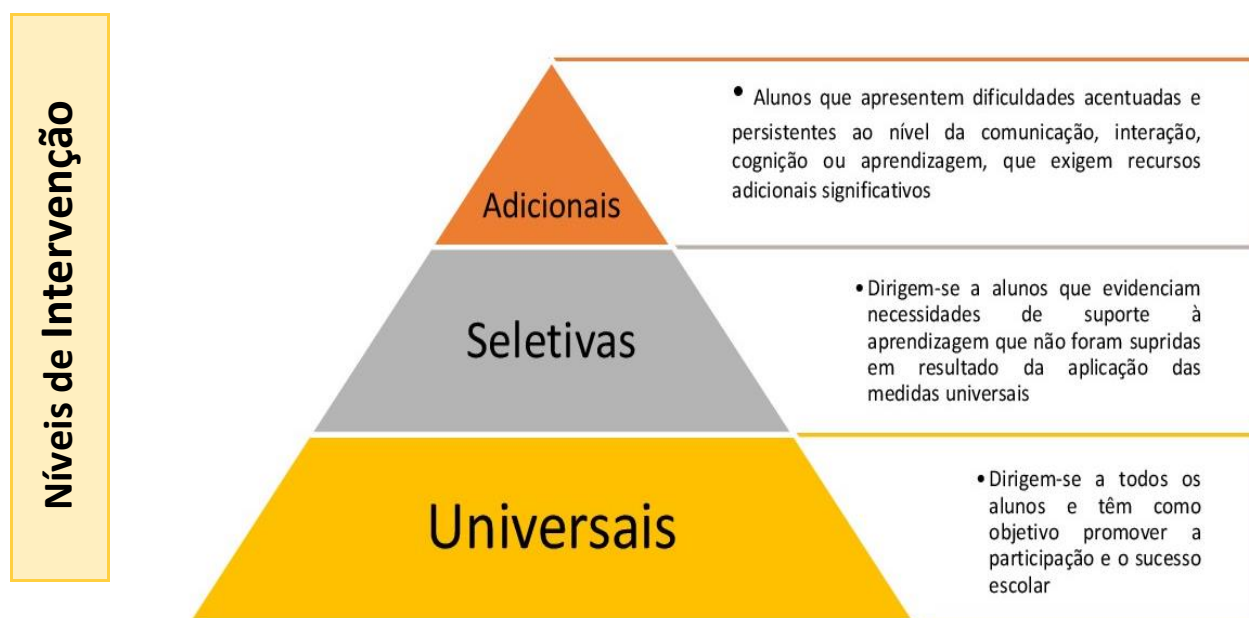 Níveis de Intervenção
Adicionais
• Alunos que apresentem dificuldades acentuadas e
persistentes ao nível da comunicação, interação,
cognição ou aprendizagem, que exigem recursos
adicionais significativos
Seletivas
• Dirigem-se a alunos que evidenciam
necessidades de suporte à
aprendizagem que não foram supridas
em resultado da aplicação das
medidas universais
Universais
• Dirigem-se a todos os
alunos e têm como
objetivo promover a
participação e o sucesso
escolar